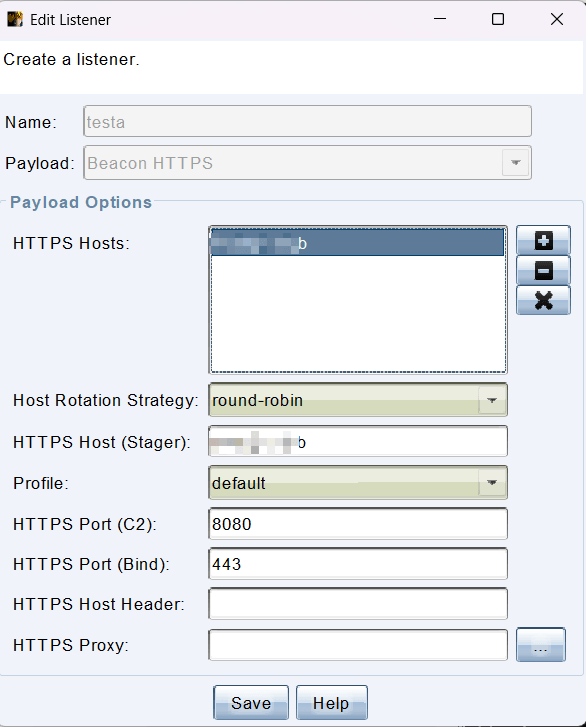 Edit Listener
Create a listener.
Name: testa
Payload: Beacon HTTPS
Payload Options
HTTPS Hosts: b
Host Rotation Strategy: round-robin
HTTPS Host (Stager): b
Profile: default
HTTPS Port (C2): 8080
HTTPS Port (Bind): 443
HTTPS Host Header:
HTTPS Proxy: ...
Save Help